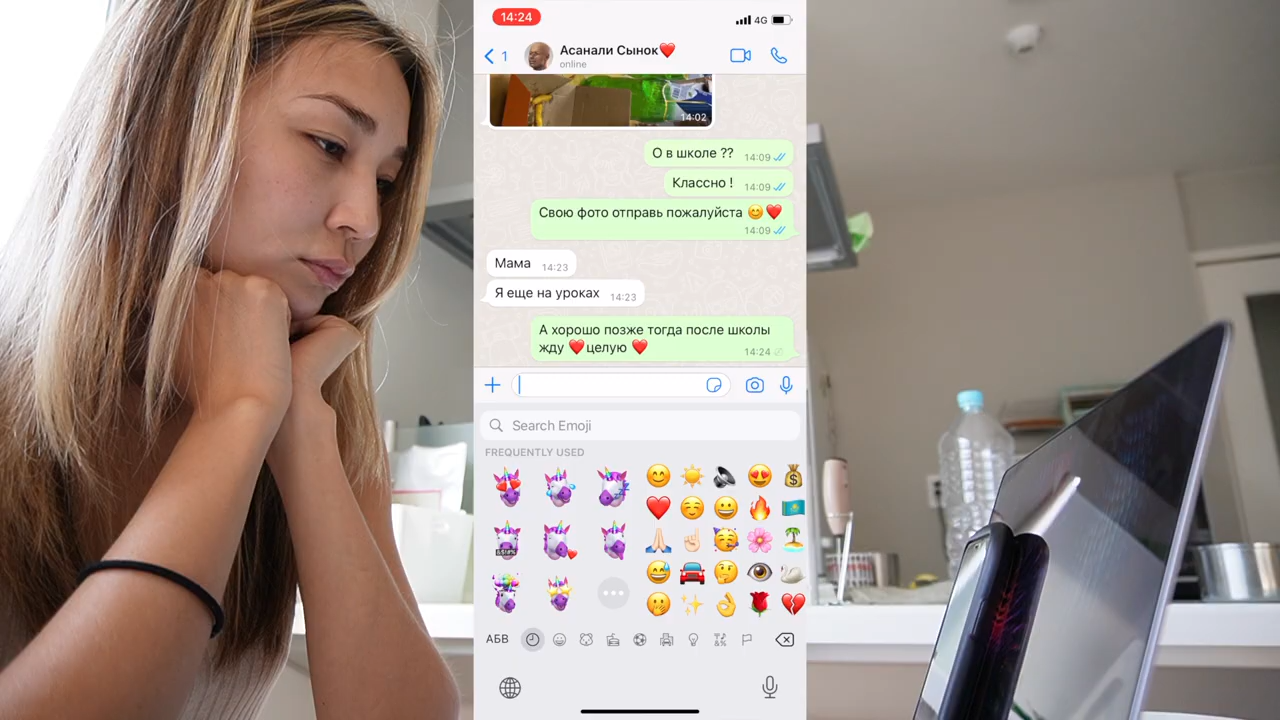 14:24
4G
1
Асанали Сынок❤️
online
14:02
О в школе ?? 14:09
Классно ! 14:09
Свою фото отправь пожалуйста 😊❤️
14:09
Мама 14:23
Я еще на уроках 14:23
А хорошо позже тогда после школы
жду ❤️целую ❤️ 14:24
Search Emoji
FREQUENTLY USED
АБВ